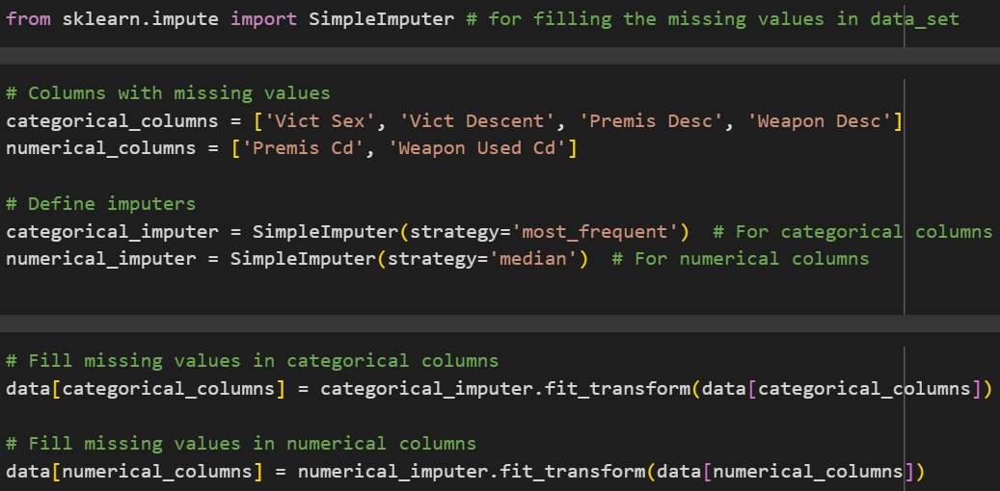 from sklearn.impute import SimpleImputer # for filling the missing values in data_set
# Columns with missing values
categorical_columns = ['Vict Sex', 'Vict Descent', 'Premis Desc', 'Weapon Desc']
numerical_columns = ['Premis Cd', 'Weapon Used Cd']
# Define imputers
categorical_imputer = SimpleImputer(strategy='most_frequent')  # For categorical columns
numerical_imputer = SimpleImputer(strategy='median')  # For numerical columns
# Fill missing values in categorical columns
data[categorical_columns] = categorical_imputer.fit_transform(data[categorical_columns])
# Fill missing values in numerical columns
data[numerical_columns] = numerical_imputer.fit_transform(data[numerical_columns])